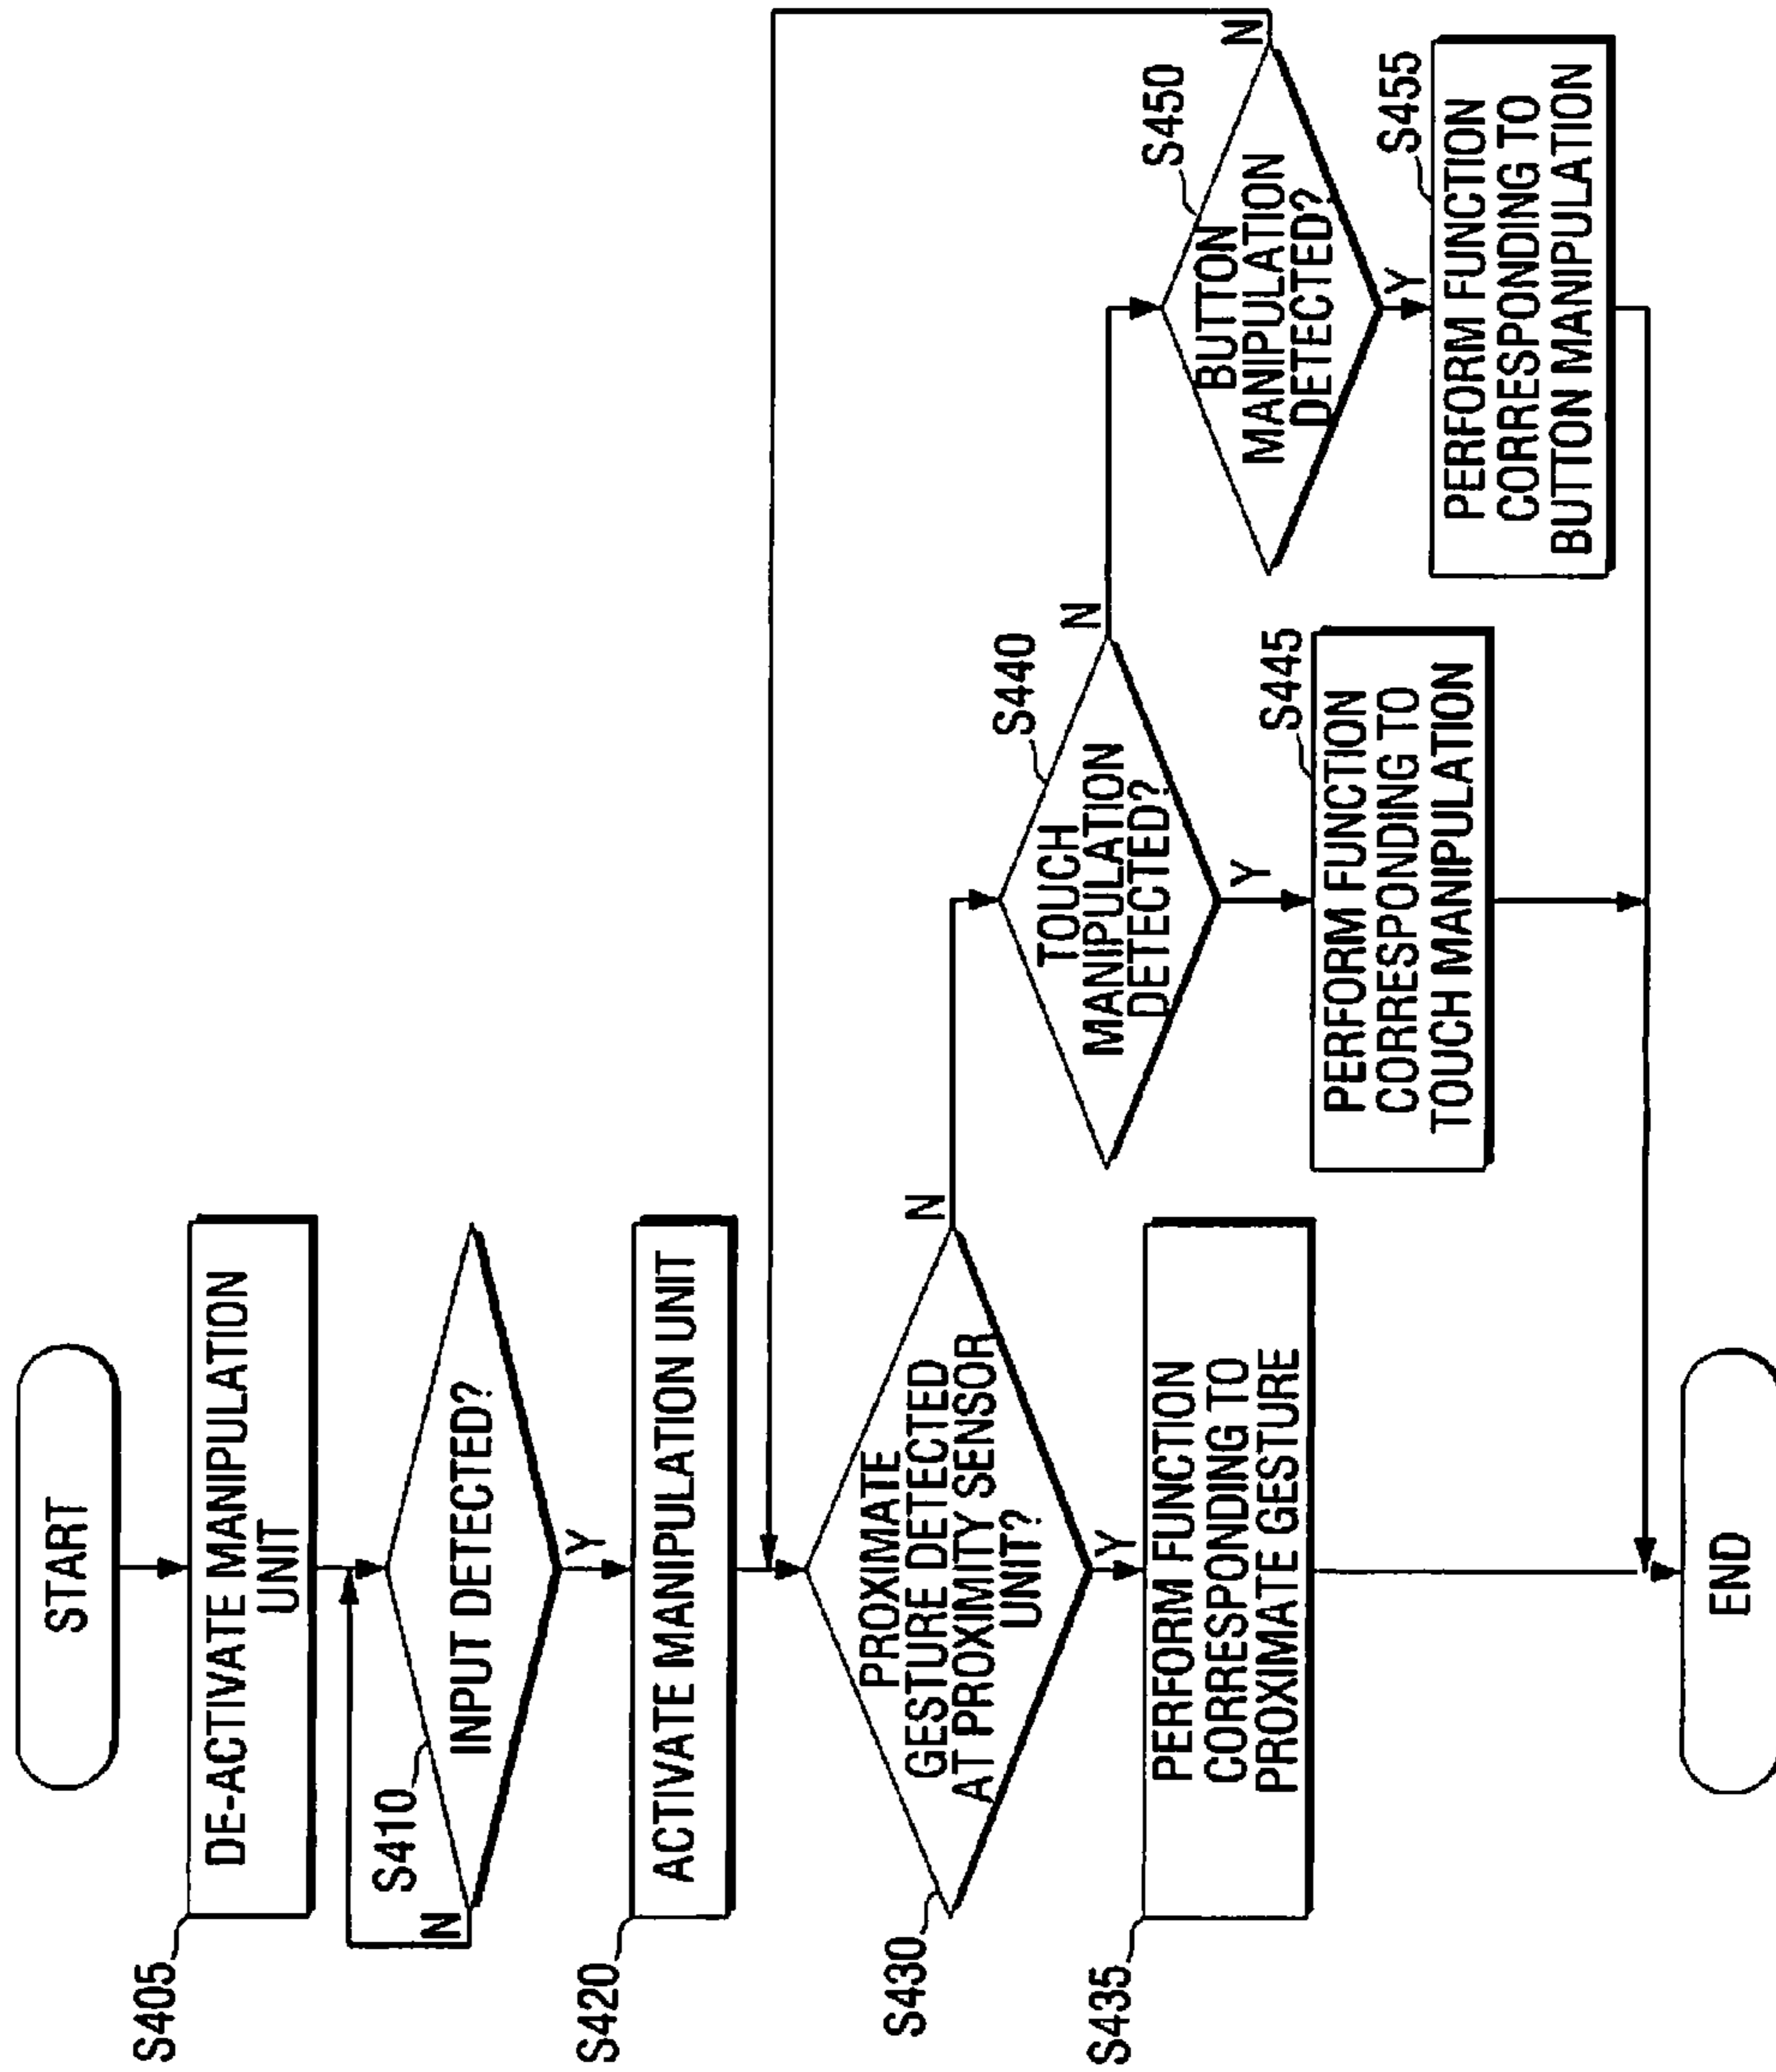 START
S405
DE-ACTIVATE MANIPULATION
UNIT
S410
INPUT DETECTED?
N
Y
S420
ACTIVATE MANIPULATION UNIT
S430
PROXIMATE
GESTURE DETECTED
AT PROXIMITY SENSOR
UNIT?
N
Y
S435
PERFORM FUNCTION
CORRESPONDING TO
PROXIMATE GESTURE
S440
TOUCH
MANIPULATION
DETECTED?
N
Y
S445
PERFORM FUNCTION
CORRESPONDING TO
TOUCH MANIPULATION
S450
BUTTON
MANIPULATION
DETECTED?
N
Y
S455
PERFORM FUNCTION
CORRESPONDING TO
BUTTON MANIPULATION
END